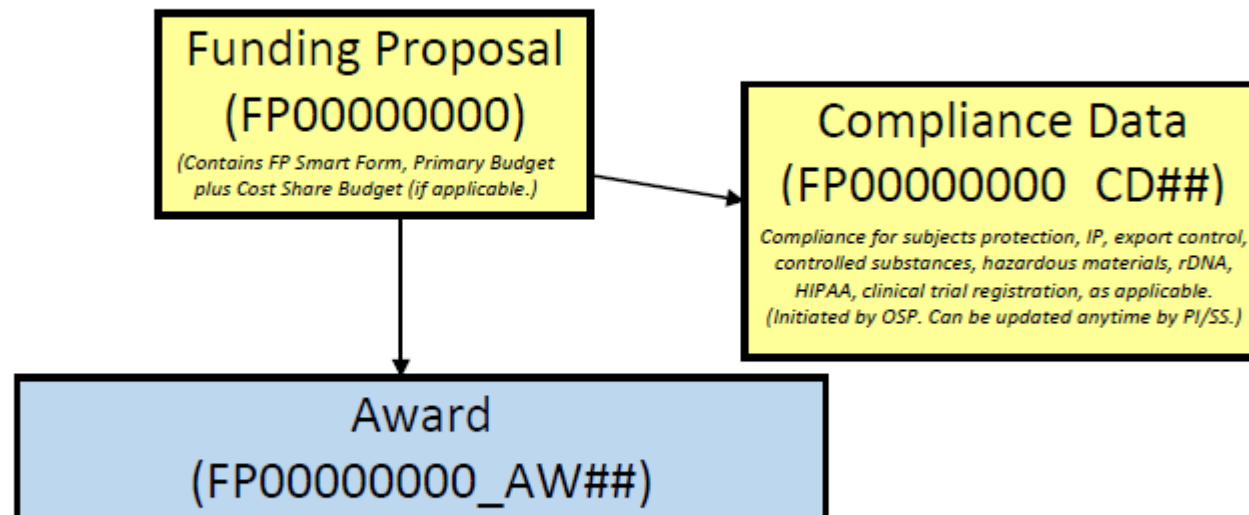 Funding Proposal
(FP00000000)
(Contains FP Smart Form, Primary Budget
plus Cost Share Budget (if applicable.)
Compliance Data
(FP00000000 CD##)
Compliance for subjects protection, IP, export control,
controlled substances, hazardous materials, rDNA,
HIPAA, clinical trial registration, as applicable.
(Initiated by OSP. Can be updated anytime by PI/SS.)
Award
(FP00000000_AW##)